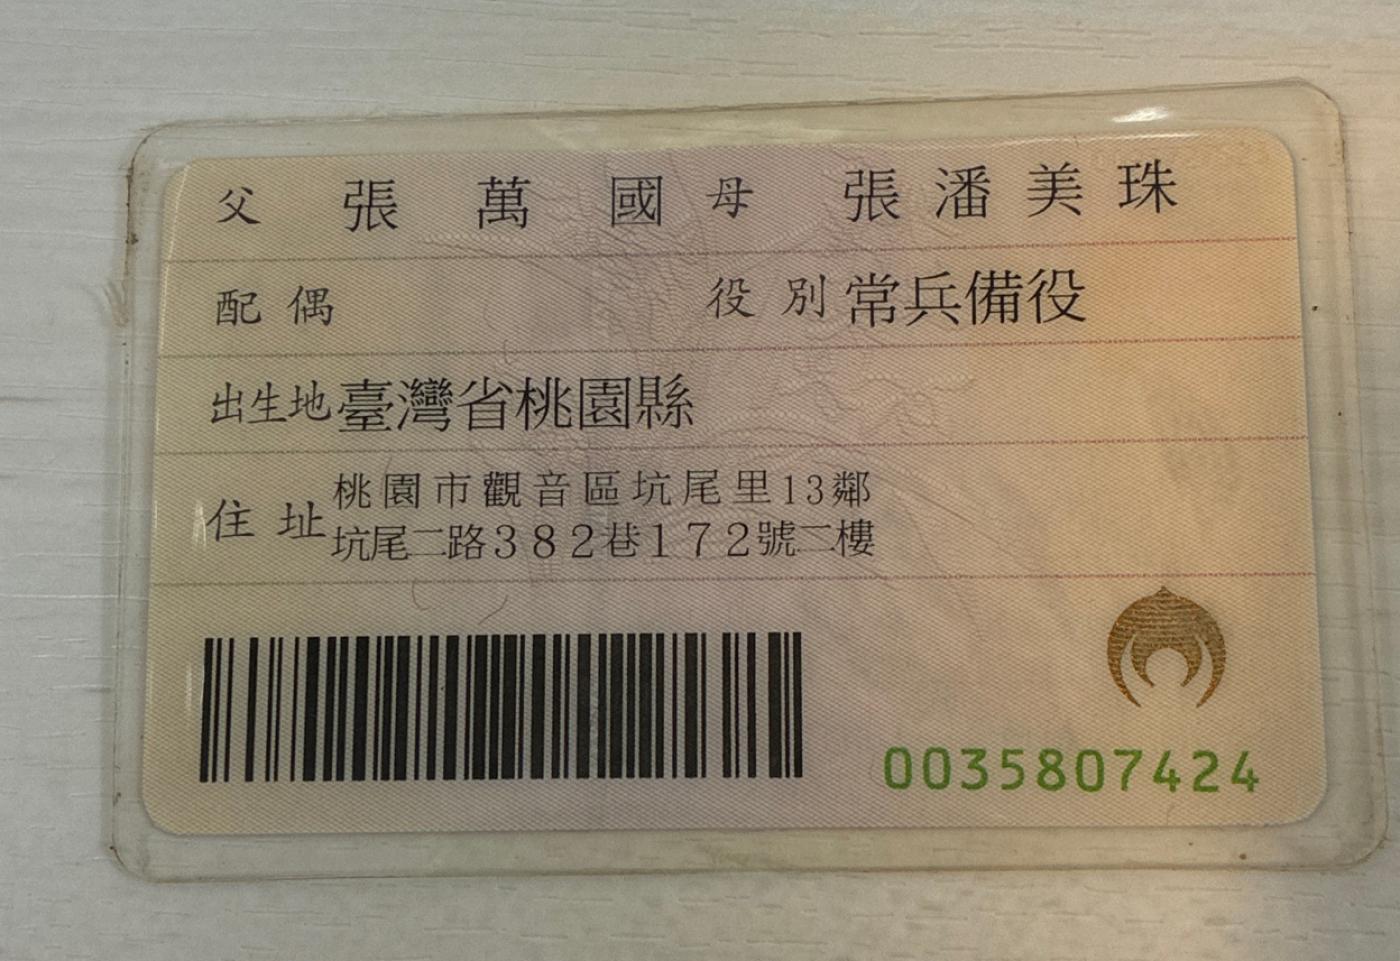 父 張萬國 母 張潘美珠
配偶 役別 常兵備役
出生地 臺灣省桃園縣
住址 桃園市觀音區坑尾里13鄰
坑尾二路382巷172號二樓
0035807424